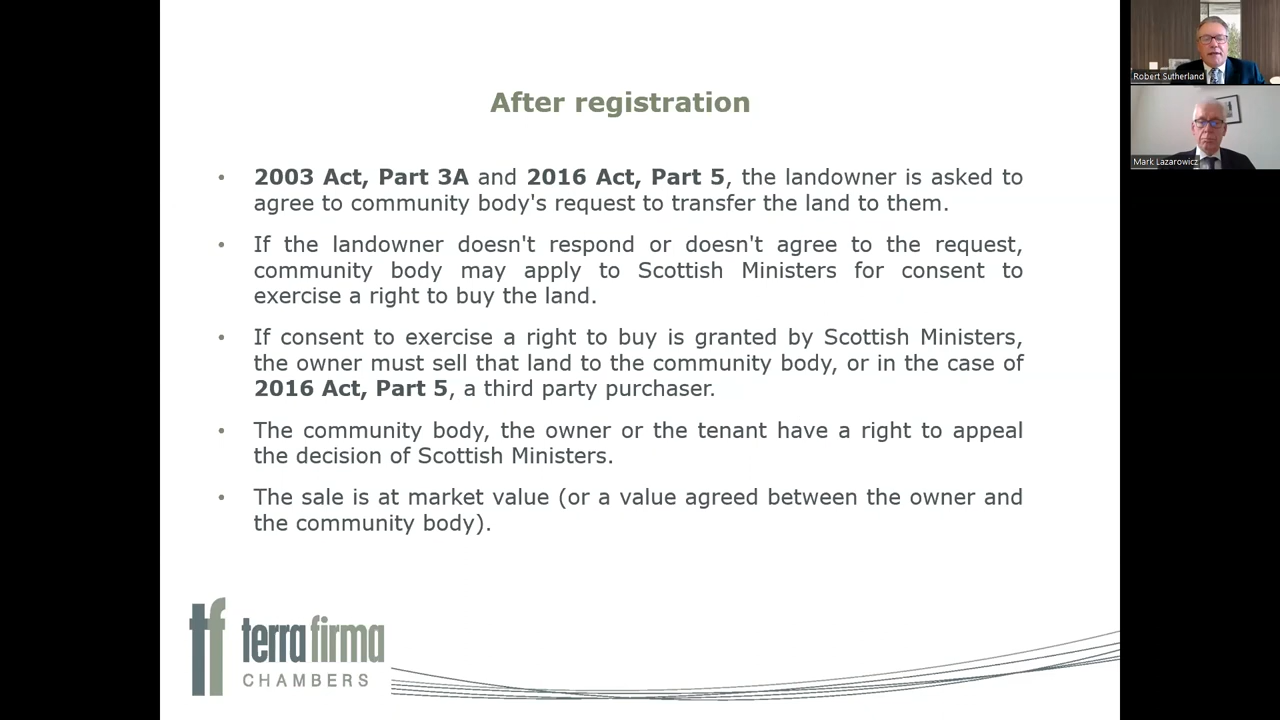 After registration
• 2003 Act, Part 3A and 2016 Act, Part 5, the landowner is asked to
agree to community body's request to transfer the land to them.
• If the landowner doesn't respond or doesn't agree to the request,
community body may apply to Scottish Ministers for consent to
exercise a right to buy the land.
• If consent to exercise a right to buy is granted by Scottish Ministers,
the owner must sell that land to the community body, or in the case of
2016 Act, Part 5, a third party purchaser.
• The community body, the owner or the tenant have a right to appeal
the decision of Scottish Ministers.
• The sale is at market value (or a value agreed between the owner and
the community body).
tf terra firma
CHAMBERS
Robert Sutherland
Mark Lazarowicz